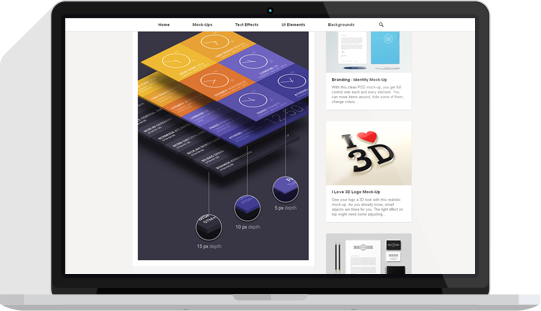 Home Mock-Ups Text Effects UI Elements Backgrounds
5 px depth
10 px depth
15 px depth
Branding - Identity Mock-Up
With this clean PSD mock-up, you get full
control over each and every element. You
can move items around, hide some of them,
change colors
I
3D
I Love 3D Logo Mock-Up
Give your logo a 3D look with this realistic
mock-up. As you already know, smart
objects are there for you. The light effect on
top might need some adjusting